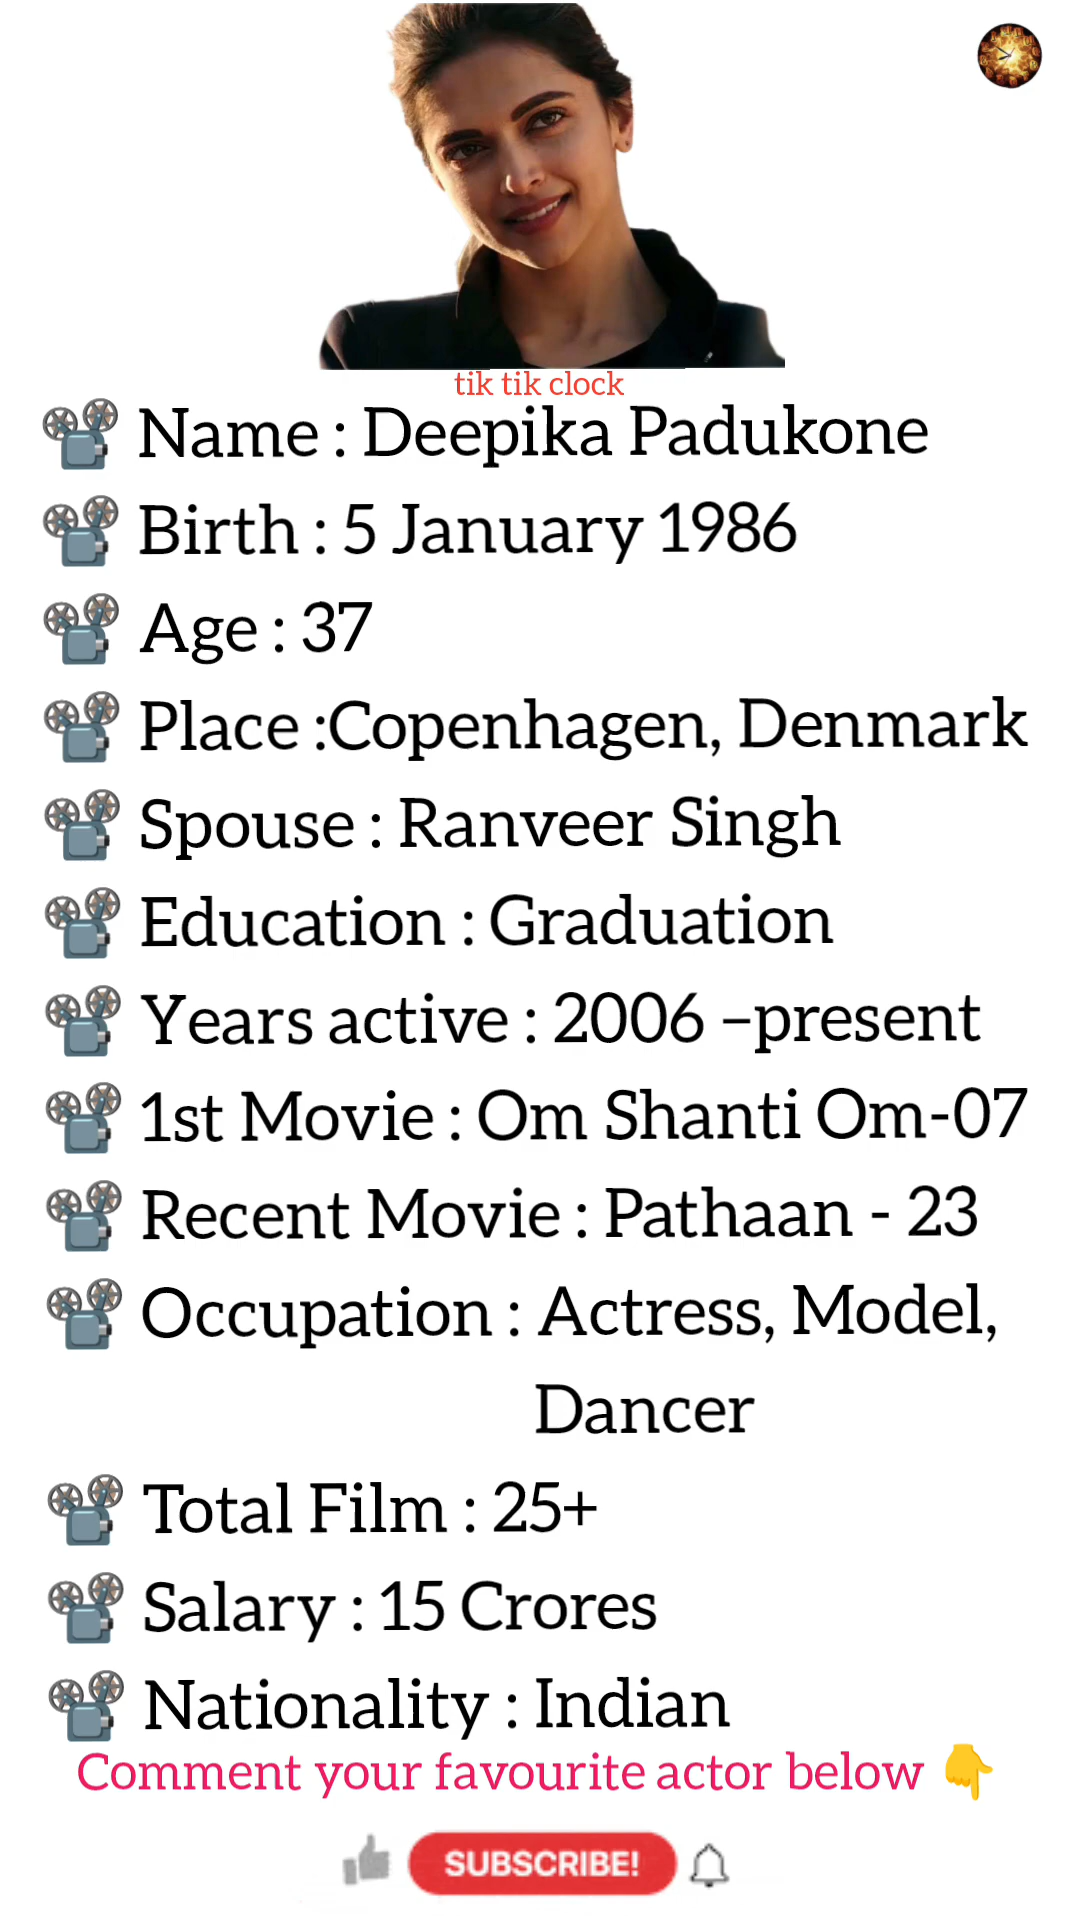 tik tik clock
Name : Deepika Padukone
Birth : 5 January 1986
Age : 37
Place :Copenhagen, Denmark
Spouse : Ranveer Singh
Education : Graduation
Years active : 2006 –present
1st Movie : Om Shanti Om-07
Recent Movie : Pathaan - 23
Occupation : Actress, Model,
Dancer
Total Film : 25+
Salary : 15 Crores
Nationality : Indian
Comment your favourite actor below
SUBSCRIBE!